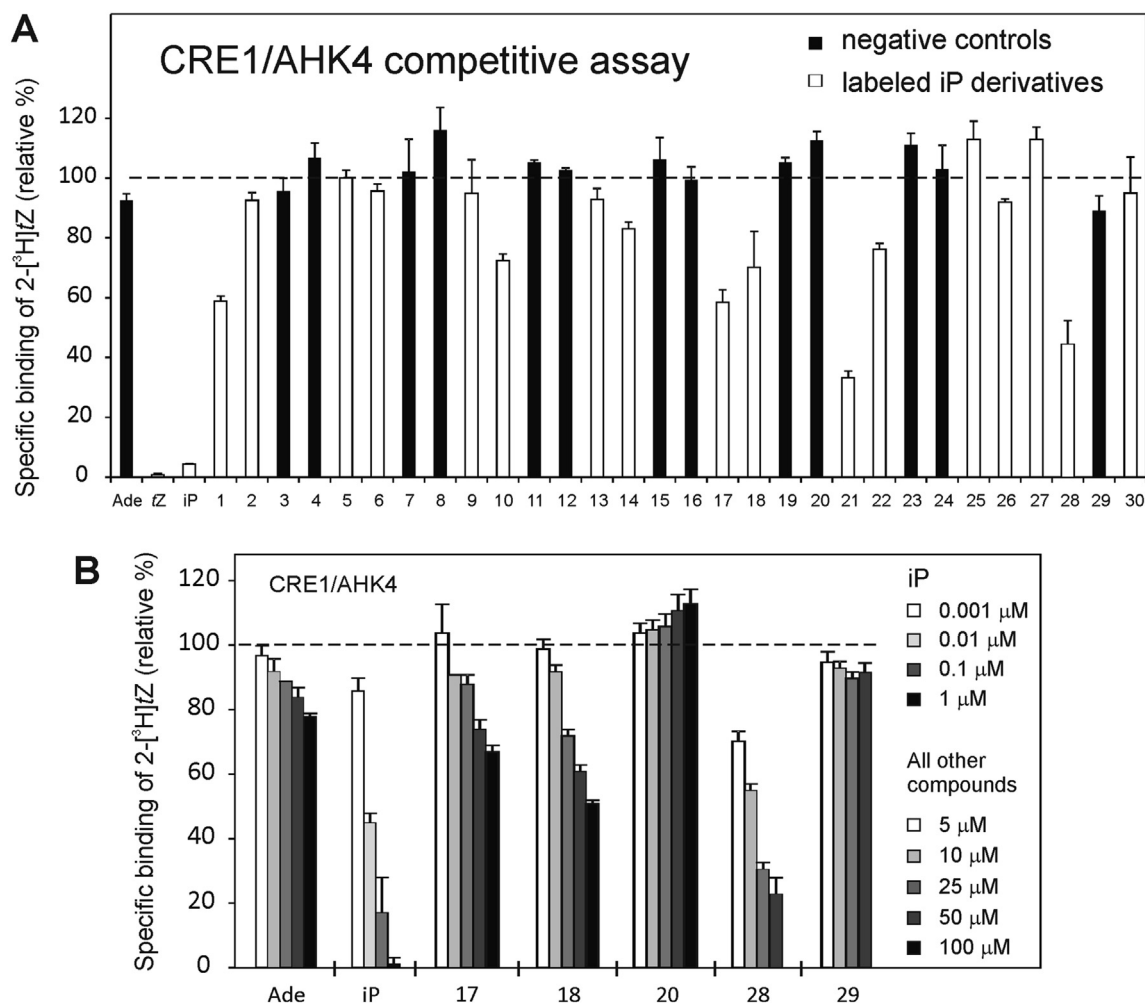 A
CRE1/AHK4 competitive assay
negative controls
labeled iP derivatives
Specific binding of 2-[³H]tZ (relative %)
120
100
80
60
40
20
0
Ade tZ iP 1 2 3 4 5 6 7 8 9 10 11 12 13 14 15 16 17 18 19 20 21 22 23 24 25 26 27 28 29 30
B
CRE1/AHK4
Specific binding of 2-[³H]tZ (relative %)
120
100
80
60
40
20
0
Ade iP 17 18 20 28 29
iP
0.001 µM
0.01 µM
0.1 µM
1 µM
All other
compounds
5 µM
10 µM
25 µM
50 µM
100 µM